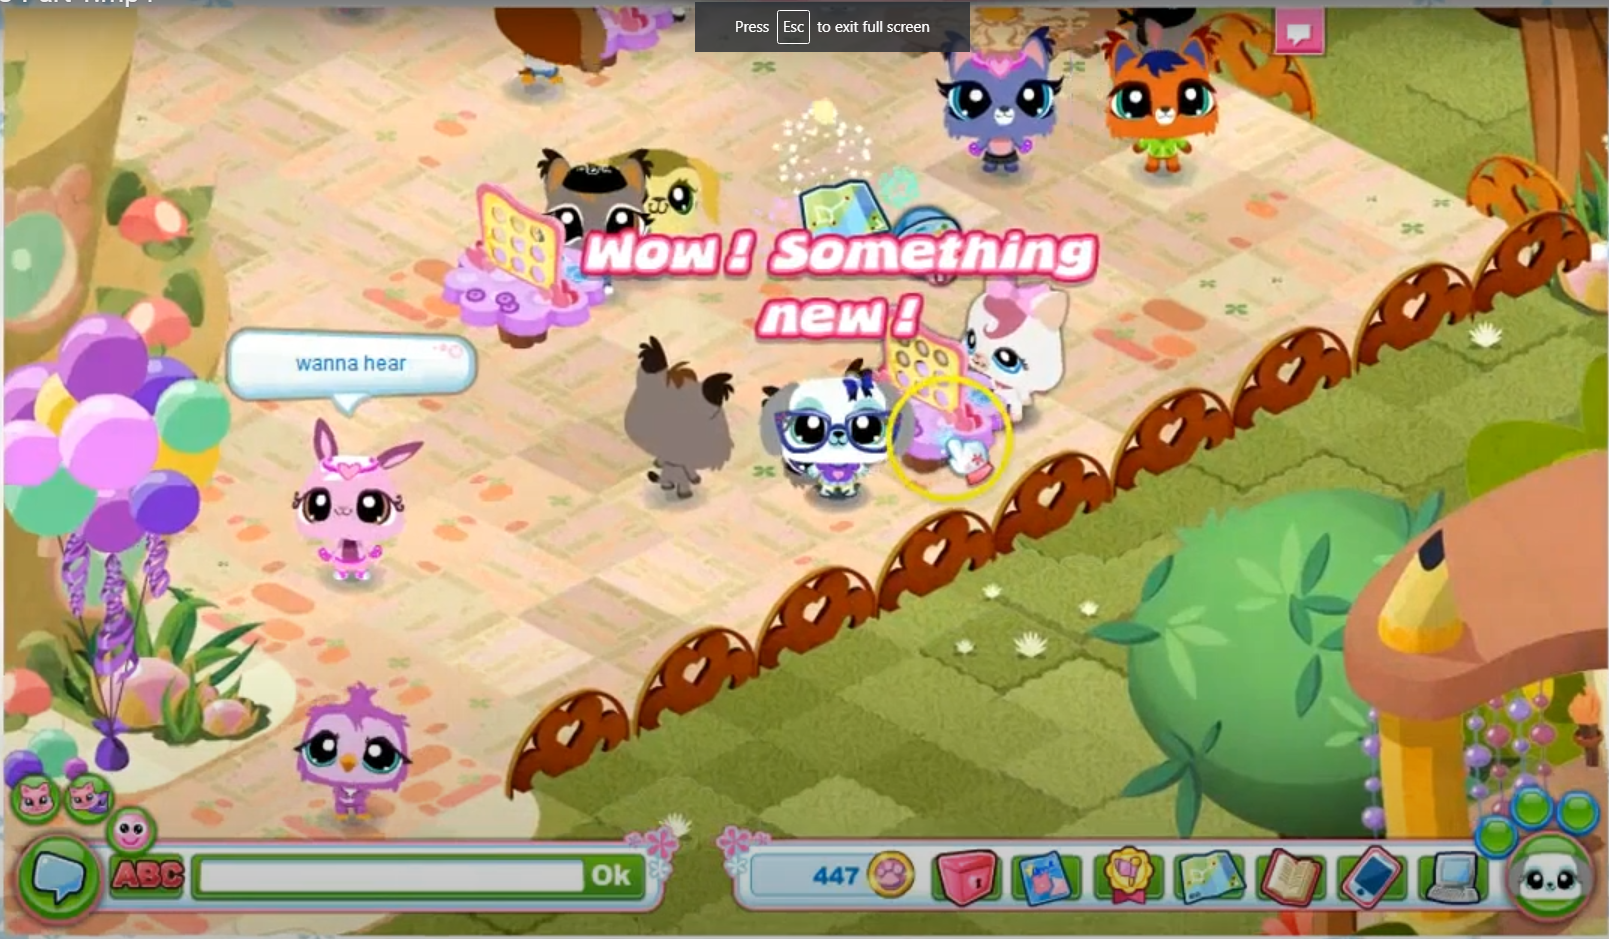 Press Esc to exit full screen
Wow! Something
new!
wanna hear
ABC
Ok
447